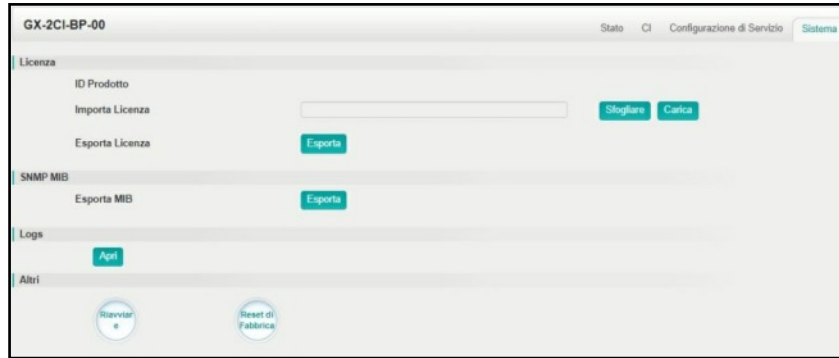 GX-2CI-BP-00
Stato CI Configurazione di Servizio Sistema
Licenza
ID Prodotto
Importa Licenza Sfogliare Carica
Esporta Licenza Esporta
SNMP MIB
Esporta MIB Esporta
Logs
Apri
Altri
Riavviar
e
Reset di
Fabbrica